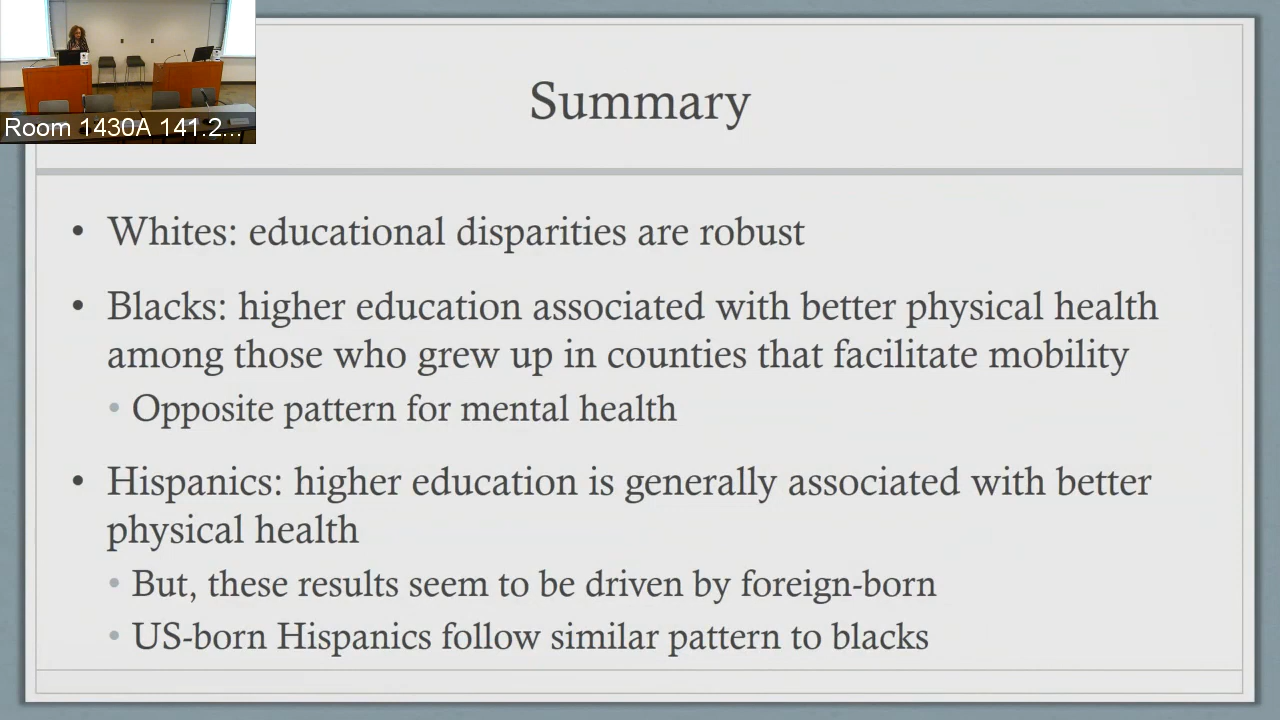 Room 1430A 141.2...
Summary
• Whites: educational disparities are robust
• Blacks: higher education associated with better physical health
among those who grew up in counties that facilitate mobility
• Opposite pattern for mental health
• Hispanics: higher education is generally associated with better
physical health
• But, these results seem to be driven by foreign-born
• US-born Hispanics follow similar pattern to blacks